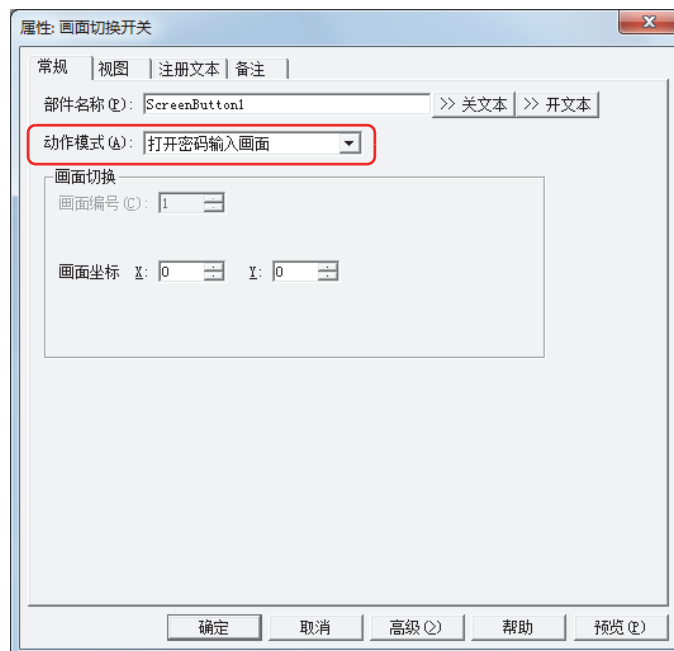 属性: 画面切换开关
常规 视图 注册文本 备注
部件名称(P): ScreenButton1 >> 关文本 >> 开文本
动作模式(A): 打开密码输入画面
画面切换
画面编号(C): 1
画面坐标 X: 0 Y: 0
确定 取消 高级(>) 帮助 预览(P)